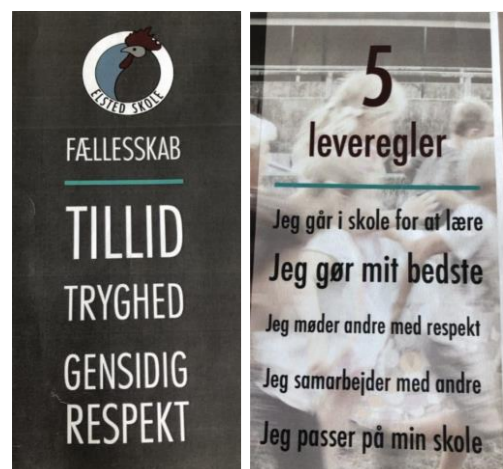 ELSTED SKOLE
FÆLLESSKAB
TILLID
TRYGHED
GENSIDIG
RESPEKT
5
leveregler
Jeg går i skole for at lære
Jeg gør mit bedste
Jeg møder andre med respekt
Jeg samarbejder med andre
Jeg passer på min skole